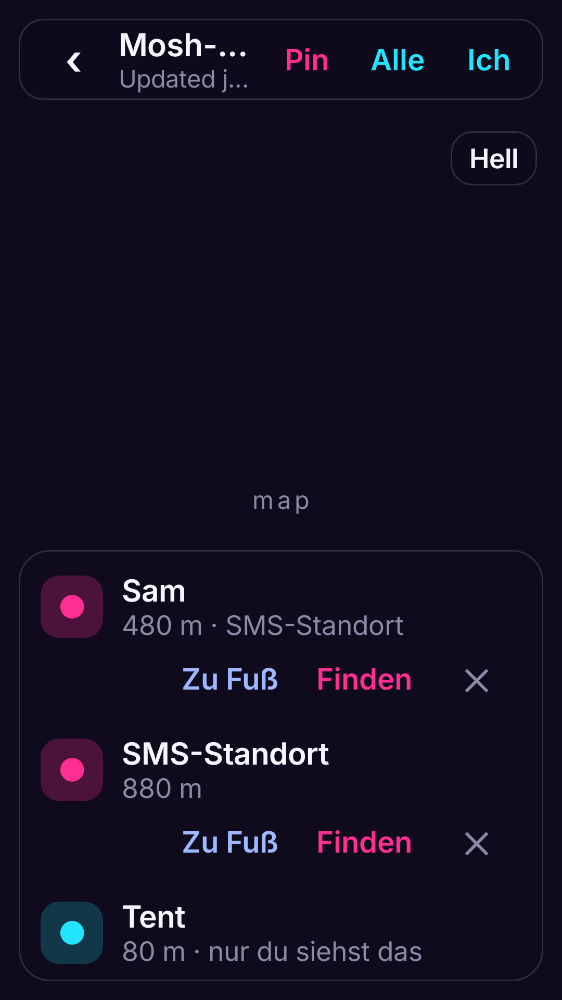 ‹ Mosh-... Pin Alle Ich
Updated j...
Hell
map
Sam
480 m · SMS-Standort
Zu Fuß Finden ×
SMS-Standort
880 m
Zu Fuß Finden ×
Tent
80 m · nur du siehst das